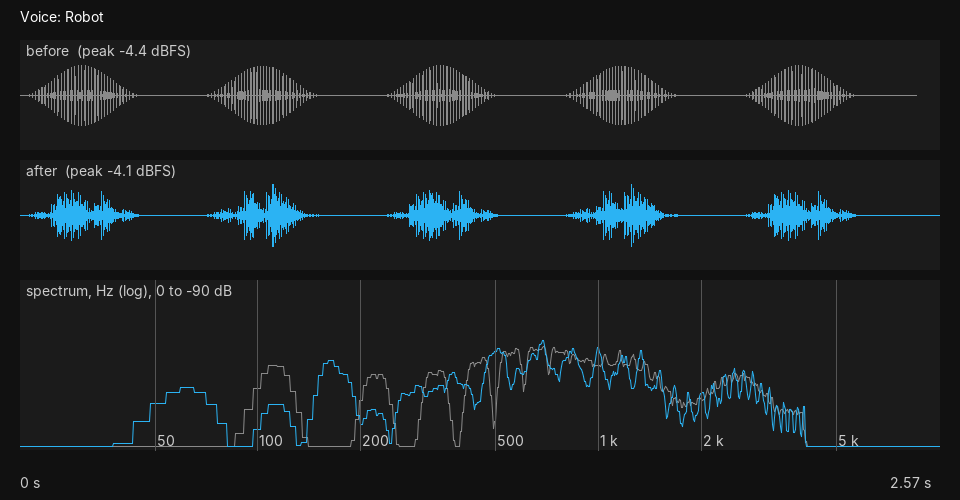 Voice: Robot
before  (peak -4.4 dBFS)
after  (peak -4.1 dBFS)
spectrum, Hz (log), 0 to -90 dB
50 100 200 500 1 k 2 k 5 k
0 s 2.57 s